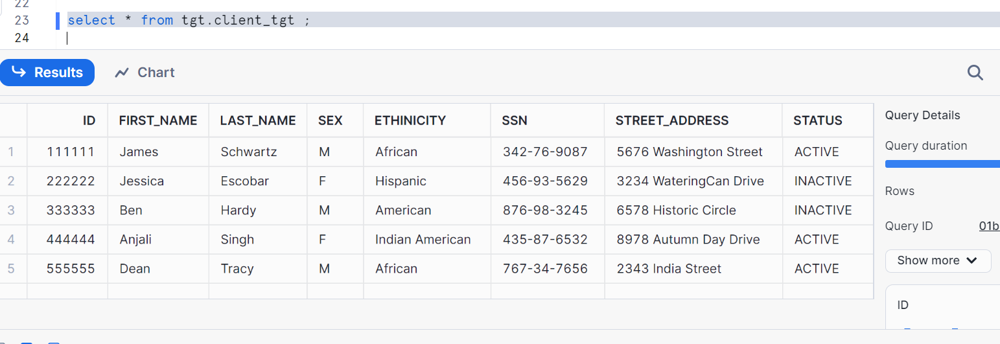 22
23 select * from tgt.client_tgt ;
24
Results Chart
ID FIRST_NAME LAST_NAME SEX ETHINICITY SSN STREET_ADDRESS STATUS
1 111111 James Schwartz M African 342-76-9087 5676 Washington Street ACTIVE
2 222222 Jessica Escobar F Hispanic 456-93-5629 3234 WateringCan Drive INACTIVE
3 333333 Ben Hardy M American 876-98-3245 6578 Historic Circle INACTIVE
4 444444 Anjali Singh F Indian American 435-87-6532 8978 Autumn Day Drive ACTIVE
5 555555 Dean Tracy M African 767-34-7656 2343 India Street ACTIVE
Query Details
Query duration
Rows
Query ID 01b
Show more
ID